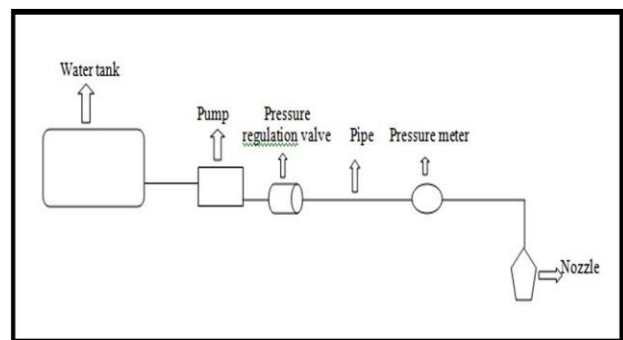 Water tank
Pump
Pressure
regulation valve
Pipe
Pressure meter
Nozzle